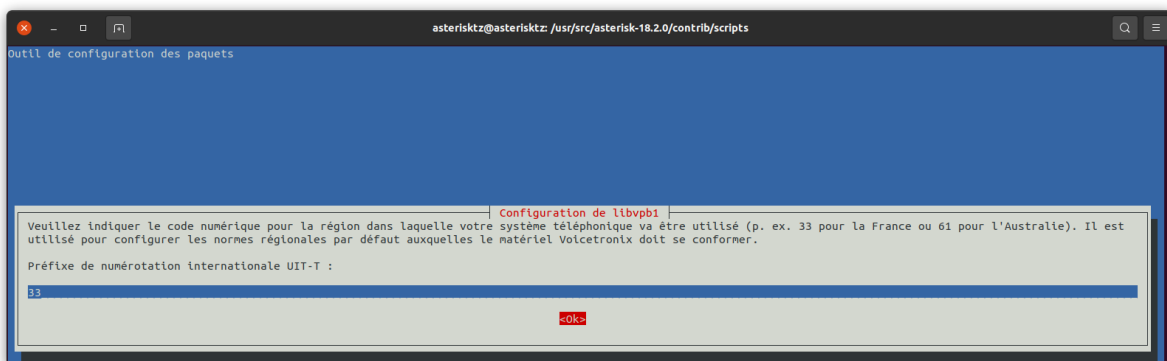 asterisktz@asterisktz: /usr/src/asterisk-18.2.0/contrib/scripts
Outil de configuration des paquets
Configuration de libvpb1
Veuillez indiquer le code numérique pour la région dans laquelle votre système téléphonique va être utilisé (p. ex. 33 pour la France ou 61 pour l'Australie). Il est
utilisé pour configurer les normes régionales par défaut auxquelles le matériel Voicetronix doit se conformer.
Préfixe de numérotation internationale UIT-T :
33
<Ok>